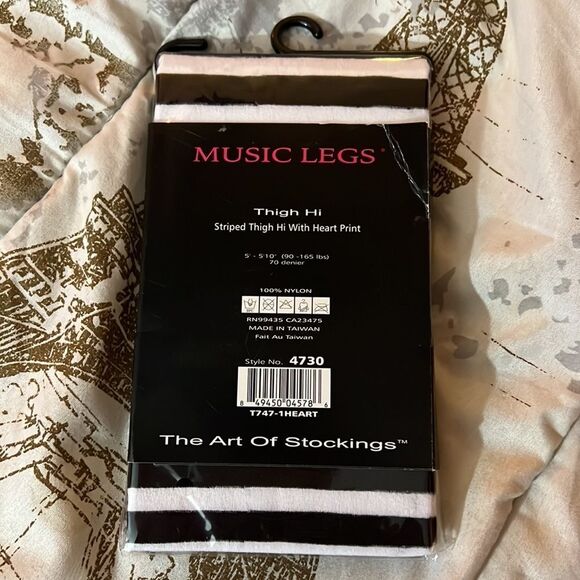 MUSIC LEGS®
Thigh Hi
Striped Thigh Hi With Heart Print
5' - 5'10" (90 -165 lbs)
70 denier
100% NYLON
RN99435 CA23475
MADE IN TAIWAN
Fait Au Taiwan
Style No. 4730
8 49450 04578 6
T747-1HEART
The Art Of Stockings™